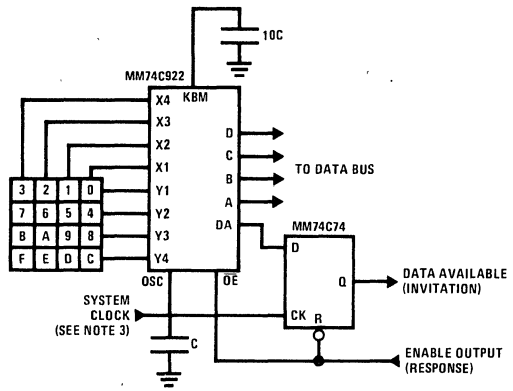 10C
MM74C922
KBM
X4
X3
X2
X1
Y1
Y2
Y3
Y4
D
C
B
A
DA
TO DATA BUS
3 2 1 0
7 6 5 4
B A 9 8
F E D C
OSC
OE
MM74C74
D
Q
CK
R
DATA AVAILABLE
(INVITATION)
SYSTEM
CLOCK
(SEE NOTE 3)
C
ENABLE OUTPUT
(RESPONSE)